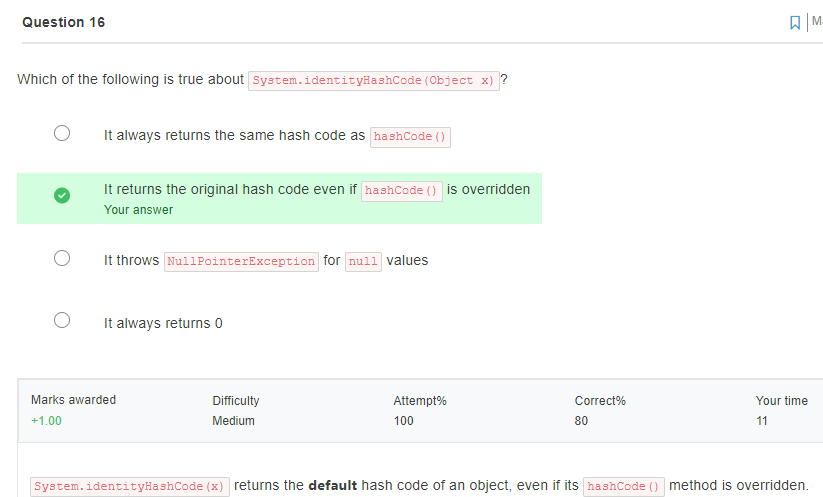 Question 16
M
Which of the following is true about System.identityHashCode(Object x)?
It always returns the same hash code as hashCode()
It returns the original hash code even if hashCode() is overridden
Your answer
It throws NullPointerException for null values
It always returns 0
Marks awarded Difficulty Attempt% Correct% Your time
+1.00 Medium 100 80 11
System.identityHashCode(x) returns the default hash code of an object, even if its hashCode() method is overridden.